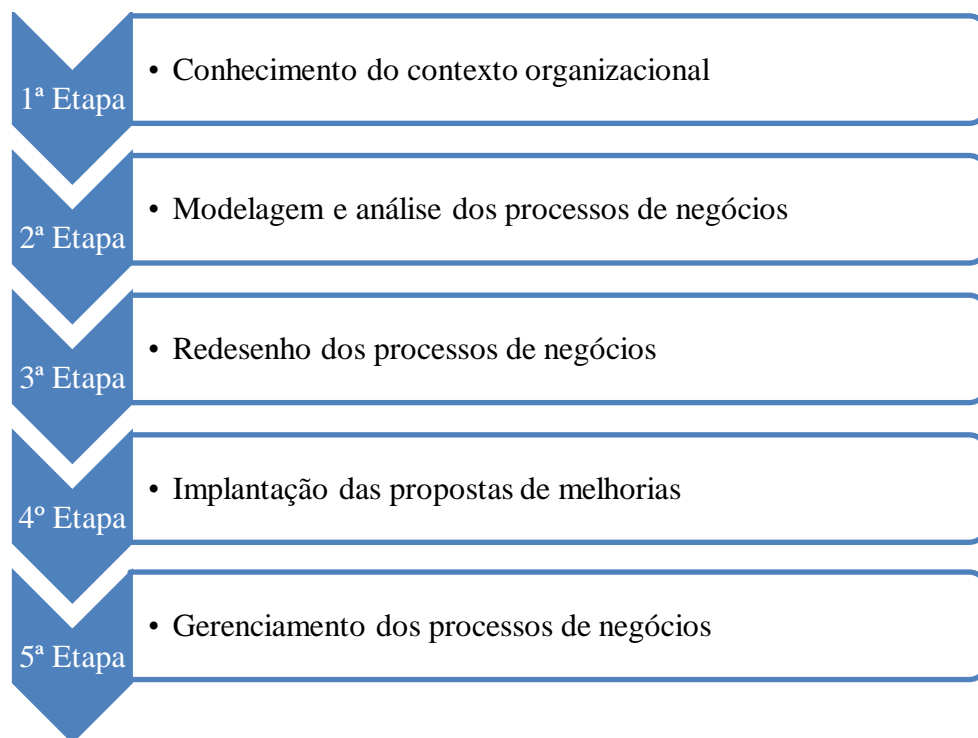 1ª Etapa
• Conhecimento do contexto organizacional
2ª Etapa
• Modelagem e análise dos processos de negócios
3ª Etapa
• Redesenho dos processos de negócios
4º Etapa
• Implantação das propostas de melhorias
5ª Etapa
• Gerenciamento dos processos de negócios